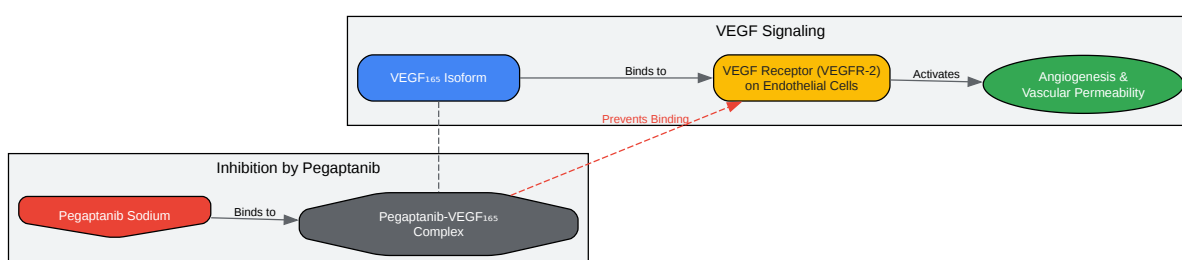 VEGF Signaling
VEGF₁₆₅ Isoform
Binds to
VEGF Receptor (VEGFR-2)
on Endothelial Cells
Activates
Angiogenesis &
Vascular Permeability
Prevents Binding
Inhibition by Pegaptanib
Pegaptanib Sodium
Binds to
Pegaptanib-VEGF₁₆₅
Complex